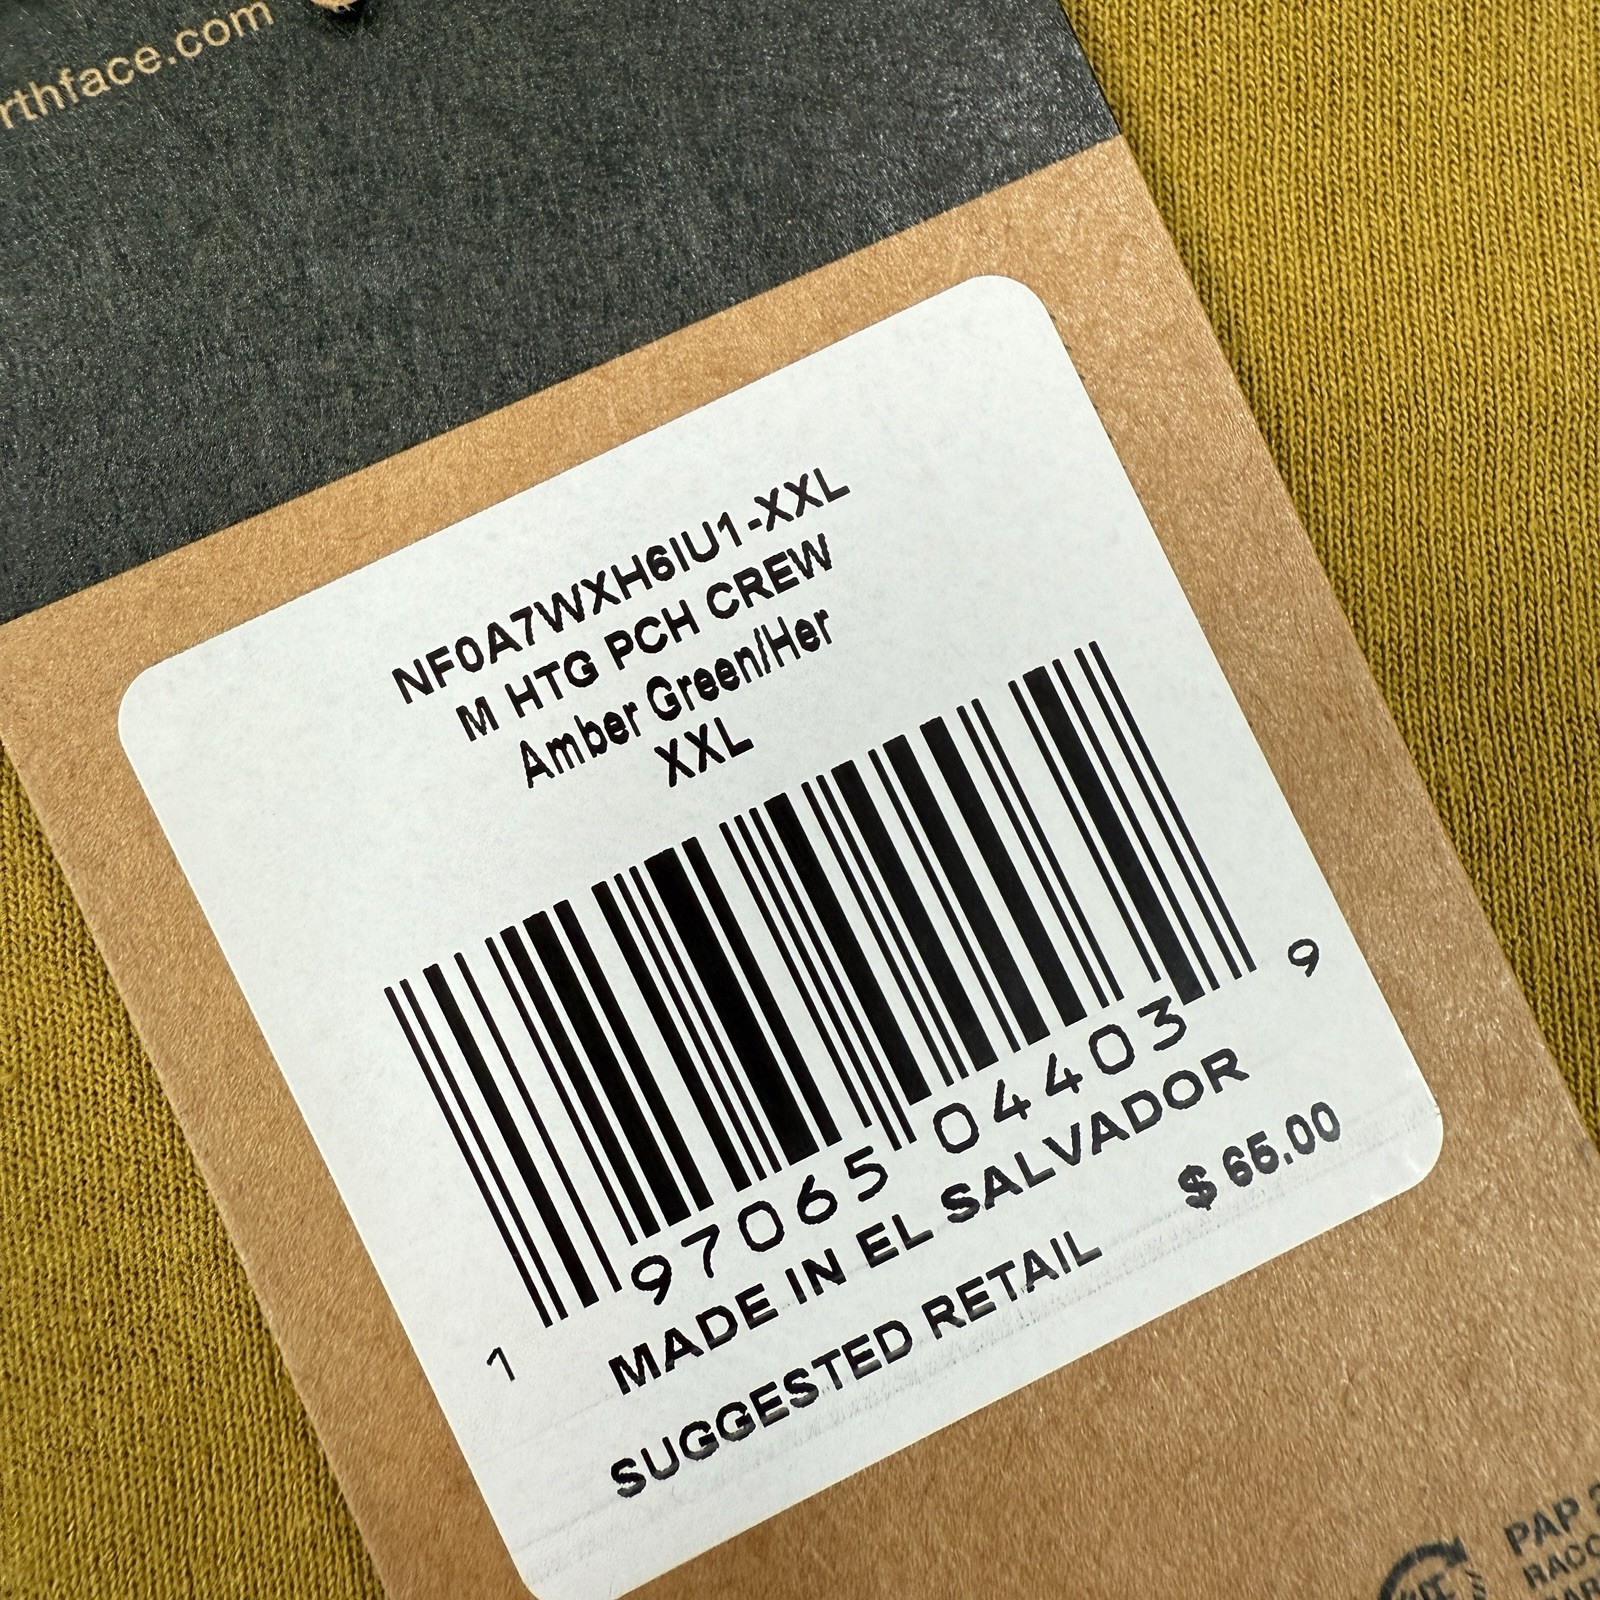 rthface.com
NF0A7WXH6IU1-XXL
M HTG PCH CREW
Amber Green/Her
XXL
1 97065 04403 9
MADE IN EL SALVADOR
SUGGESTED RETAIL $ 65.00
PAP
RACC